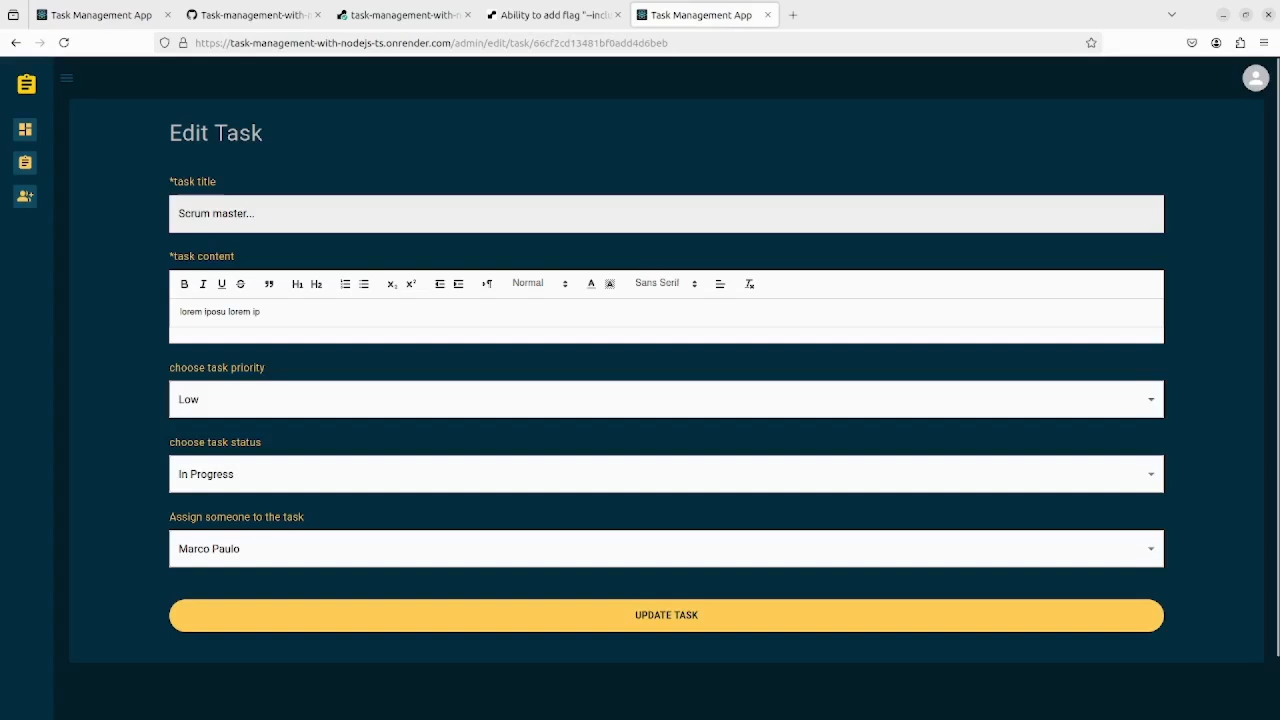 Task Management App
Task-management-with-n
task-management-with-n
Ability to add flag "--inclu
Task Management App
https://task-management-with-nodejs-ts.onrender.com/admin/edit/task/66cf2cd13481bf0add4d6beb
Edit Task
*task title
Scrum master...
*task content
B I U S H1 H2 Normal A A Sans Serif
lorem iposu lorem ip
choose task priority
Low
choose task status
In Progress
Assign someone to the task
Marco Paulo
UPDATE TASK